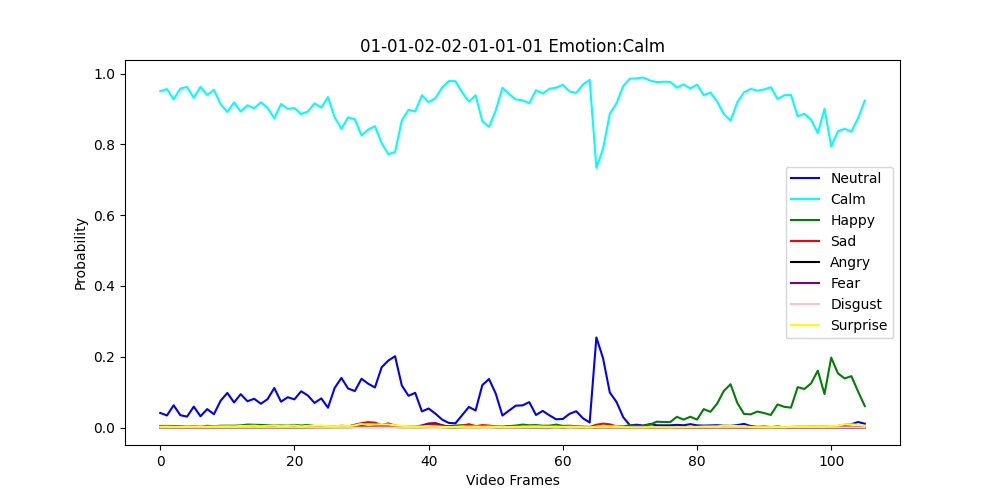 01-01-02-02-01-01-01 Emotion:Calm
1.0
0.8
0.6
0.4
0.2
0.0
Probability
0
20
40
60
80
100
Video Frames
Neutral
Calm
Happy
Sad
Angry
Fear
Disgust
Surprise